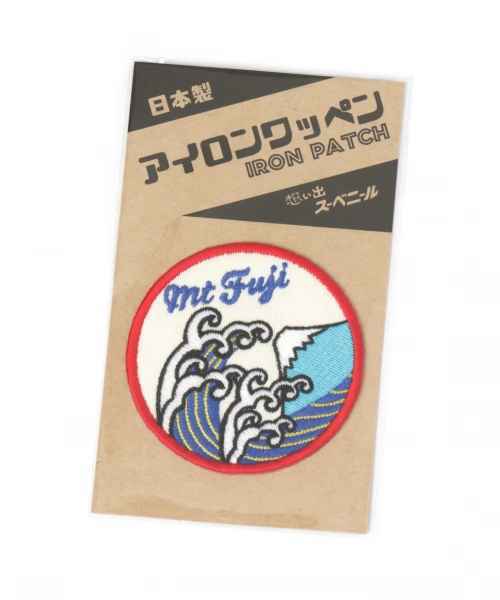 日本製
アイロンワッペン
IRON PATCH
想い出
スーベニール
Mt Fuji